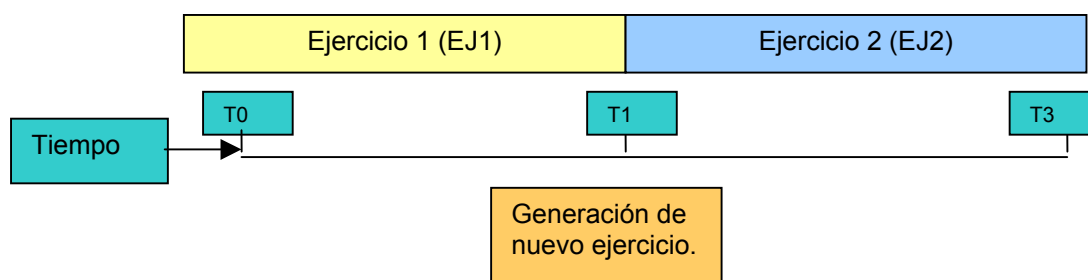 Ejercicio 1 (EJ1)
Ejercicio 2 (EJ2)
T0
T1
T3
Tiempo
Generación de
nuevo ejercicio.